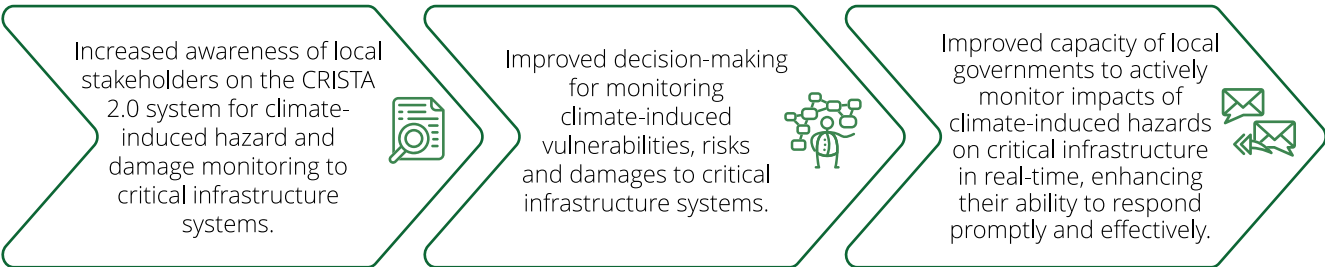 Increased awareness of local
stakeholders on the CRISTA
2.0 system for climate-
induced hazard and
damage monitoring to
critical infrastructure
systems.
Improved decision-making
for monitoring
climate-induced
vulnerabilities, risks
and damages to critical
infrastructure systems.
Improved capacity of local
governments to actively
monitor impacts of
climate-induced hazards
on critical infrastructure
in real-time, enhancing
their ability to respond
promptly and effectively.